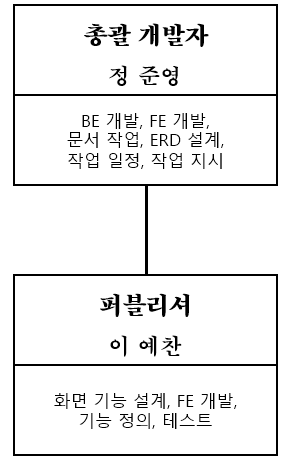 총괄 개발자
정 준영
BE 개발, FE 개발,
문서 작업, ERD 설계,
작업 일정, 작업 지시
퍼블리셔
이 예찬
화면 기능 설계, FE 개발,
기능 정의, 테스트